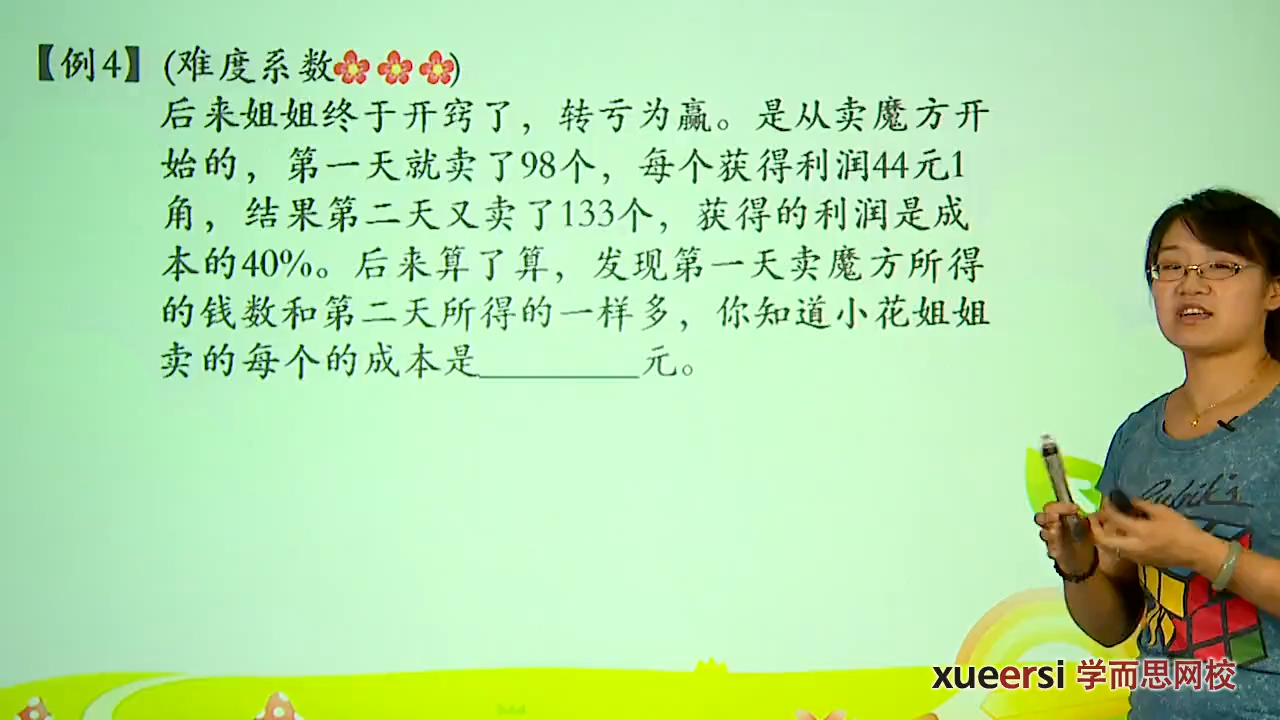 【例4】(难度系数)
后来姐姐终于开窍了，转亏为赢。是从卖魔方开
始的，第一天就卖了98个，每个获得利润44元1
角，结果第二天又卖了133个，获得的利润是成
本的40%。后来算了算，发现第一天卖魔方所得
的钱数和第二天所得的一样多，你知道小花姐姐
卖的每个的成本是________元。
Rubik's
xueersi 学而思网校